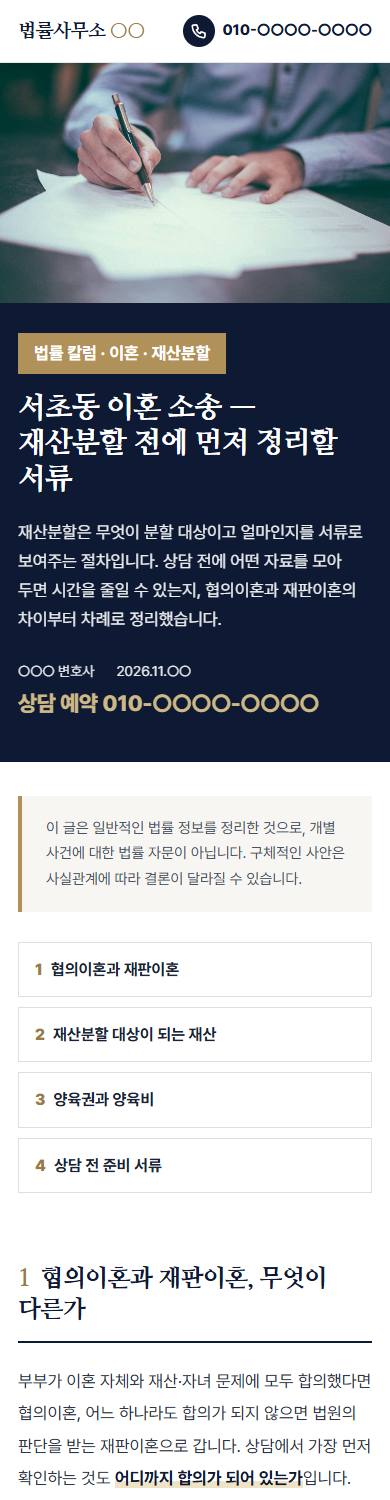 법률사무소 〇〇
010-〇〇〇〇-〇〇〇〇
법률 칼럼 · 이혼 · 재산분할
서초동 이혼 소송 —
재산분할 전에 먼저 정리할
서류
재산분할은 무엇이 분할 대상이고 얼마인지를 서류로
보여주는 절차입니다. 상담 전에 어떤 자료를 모아
두면 시간을 줄일 수 있는지, 협의이혼과 재판이혼의
차이부터 차례로 정리했습니다.
〇〇〇 변호사 2026.11.〇〇
상담 예약 010-〇〇〇〇-〇〇〇〇
이 글은 일반적인 법률 정보를 정리한 것으로, 개별
사건에 대한 법률 자문이 아닙니다. 구체적인 사안은
사실관계에 따라 결론이 달라질 수 있습니다.
1 협의이혼과 재판이혼
2 재산분할 대상이 되는 재산
3 양육권과 양육비
4 상담 전 준비 서류
1 협의이혼과 재판이혼, 무엇이
다른가
부부가 이혼 자체와 재산·자녀 문제에 모두 합의했다면
협의이혼, 어느 하나라도 합의가 되지 않으면 법원의
판단을 받는 재판이혼으로 갑니다. 상담에서 가장 먼저
확인하는 것도 어디까지 합의가 되어 있는가입니다.